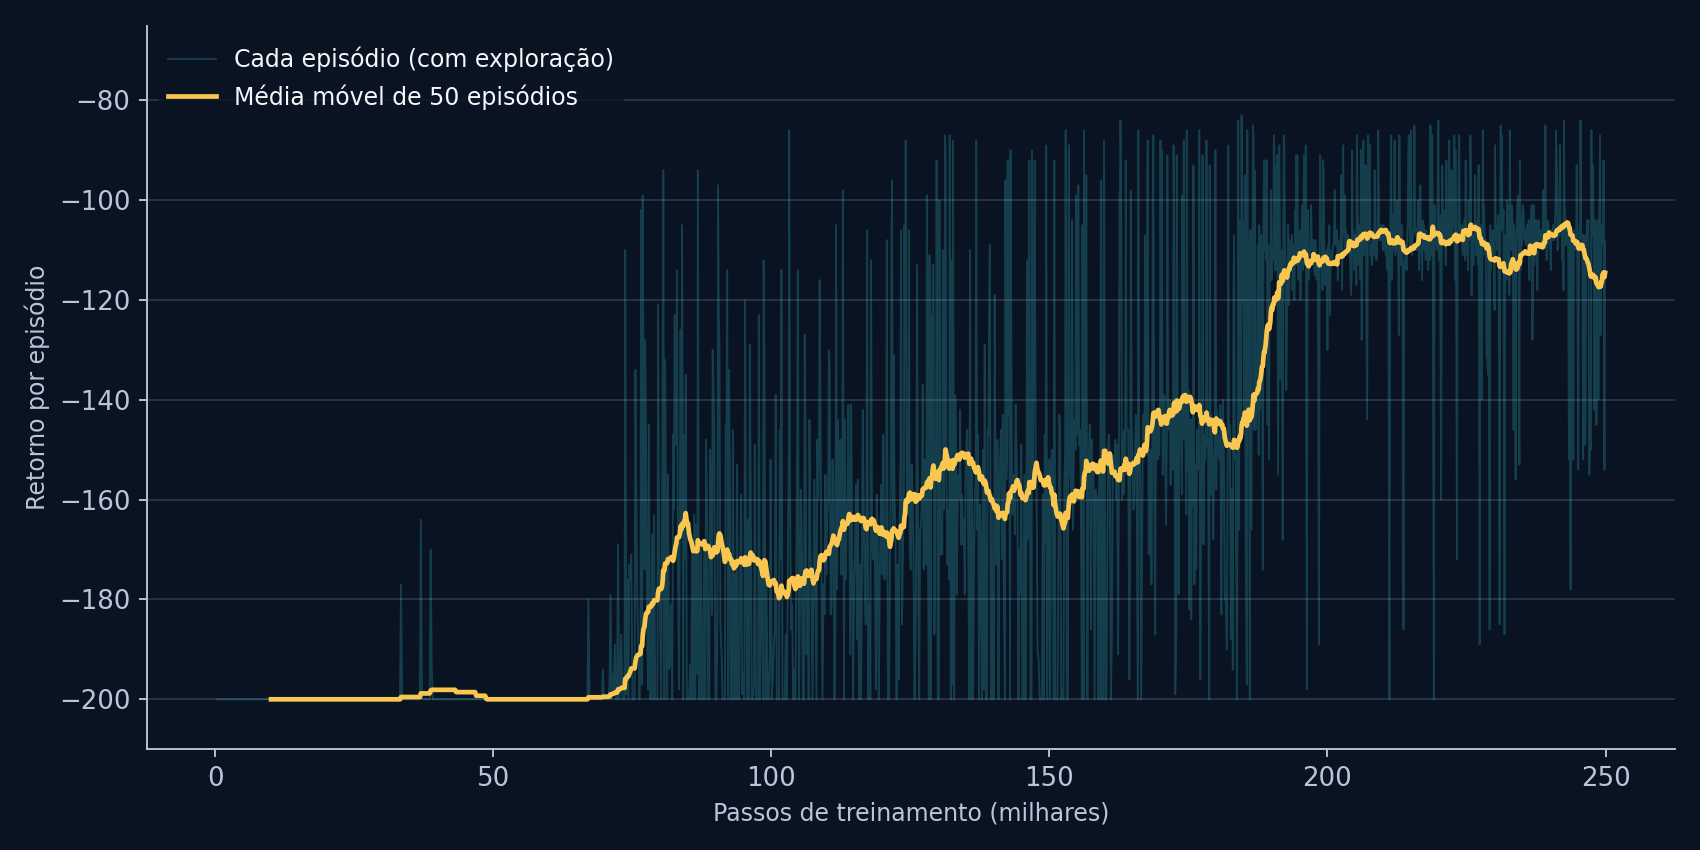 Cada episódio (com exploração)
Média móvel de 50 episódios
Retorno por episódio
−80
−100
−120
−140
−160
−180
−200
0 50 100 150 200 250
Passos de treinamento (milhares)